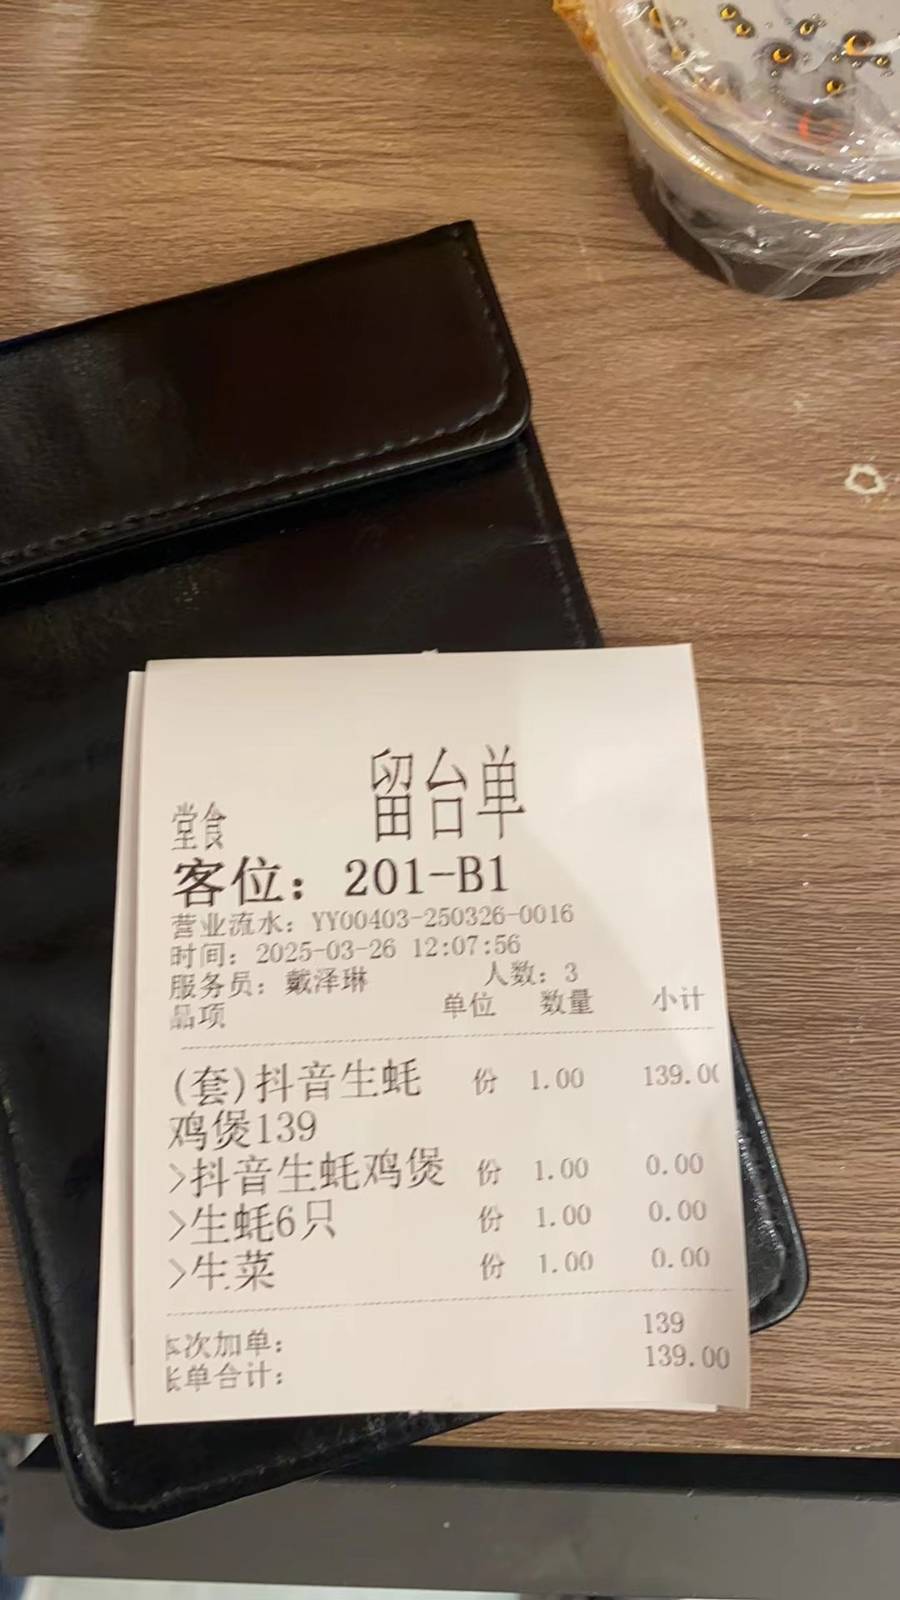 留台单
堂食
客位：201-B1
营业流水：YY00403-250326-0016
时间：2025-03-26 12:07:56
服务员：戴泽琳 人数：3
品项 单位 数量 小计
(套)抖音生蚝 份 1.00 139.00
鸡煲139
>抖音生蚝鸡煲 份 1.00 0.00
>生蚝6只 份 1.00 0.00
>生菜 份 1.00 0.00
本次加单： 139
账单合计： 139.00